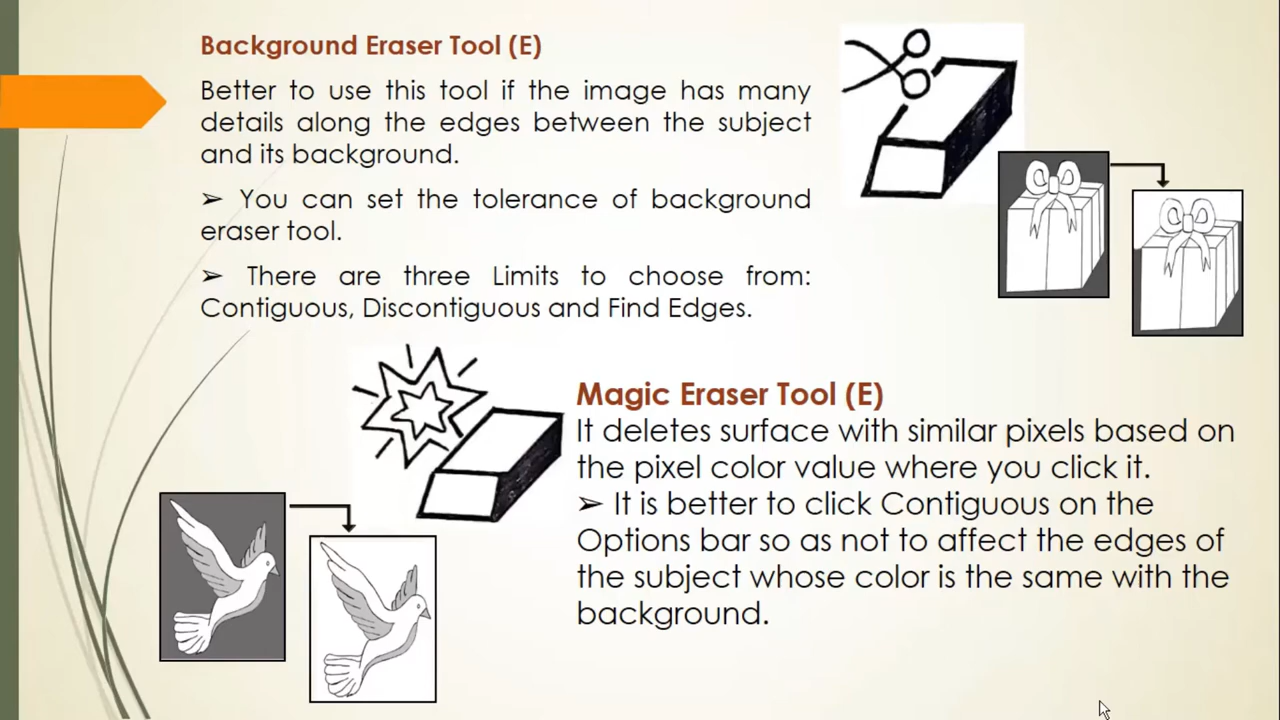 Background Eraser Tool (E)
Better to use this tool if the image has many
details along the edges between the subject
and its background.
➢ You can set the tolerance of background
eraser tool.
➢ There are three Limits to choose from:
Contiguous, Discontiguous and Find Edges.
Magic Eraser Tool (E)
It deletes surface with similar pixels based on
the pixel color value where you click it.
➢ It is better to click Contiguous on the
Options bar so as not to affect the edges of
the subject whose color is the same with the
background.